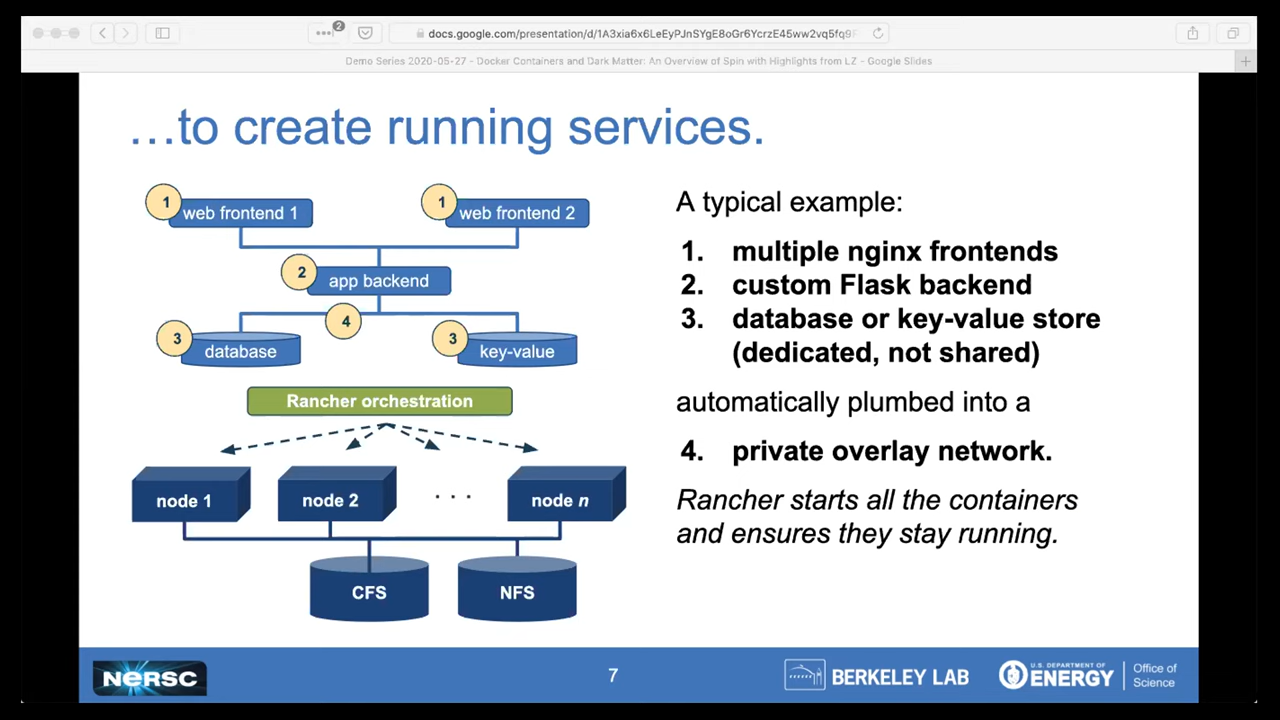 2
docs.google.com/presentation/d/1A3xia6x6LeEyPJnSYgE8oGr6YcrzE45ww2vq5fq9F
Demo Series 2020-05-27 - Docker Containers and Dark Matter: An Overview of Spin with Highlights from LZ - Google Slides
…to create running services.
1 web frontend 1
1 web frontend 2
2 app backend
4
3 database
3 key-value
Rancher orchestration
node 1
node 2
. . .
node n
CFS
NFS
A typical example:
1. multiple nginx frontends
2. custom Flask backend
3. database or key-value store
(dedicated, not shared)
automatically plumbed into a
4. private overlay network.
Rancher starts all the containers
and ensures they stay running.
NERSC
7
BERKELEY LAB
U.S. DEPARTMENT OF
ENERGY
Office of
Science